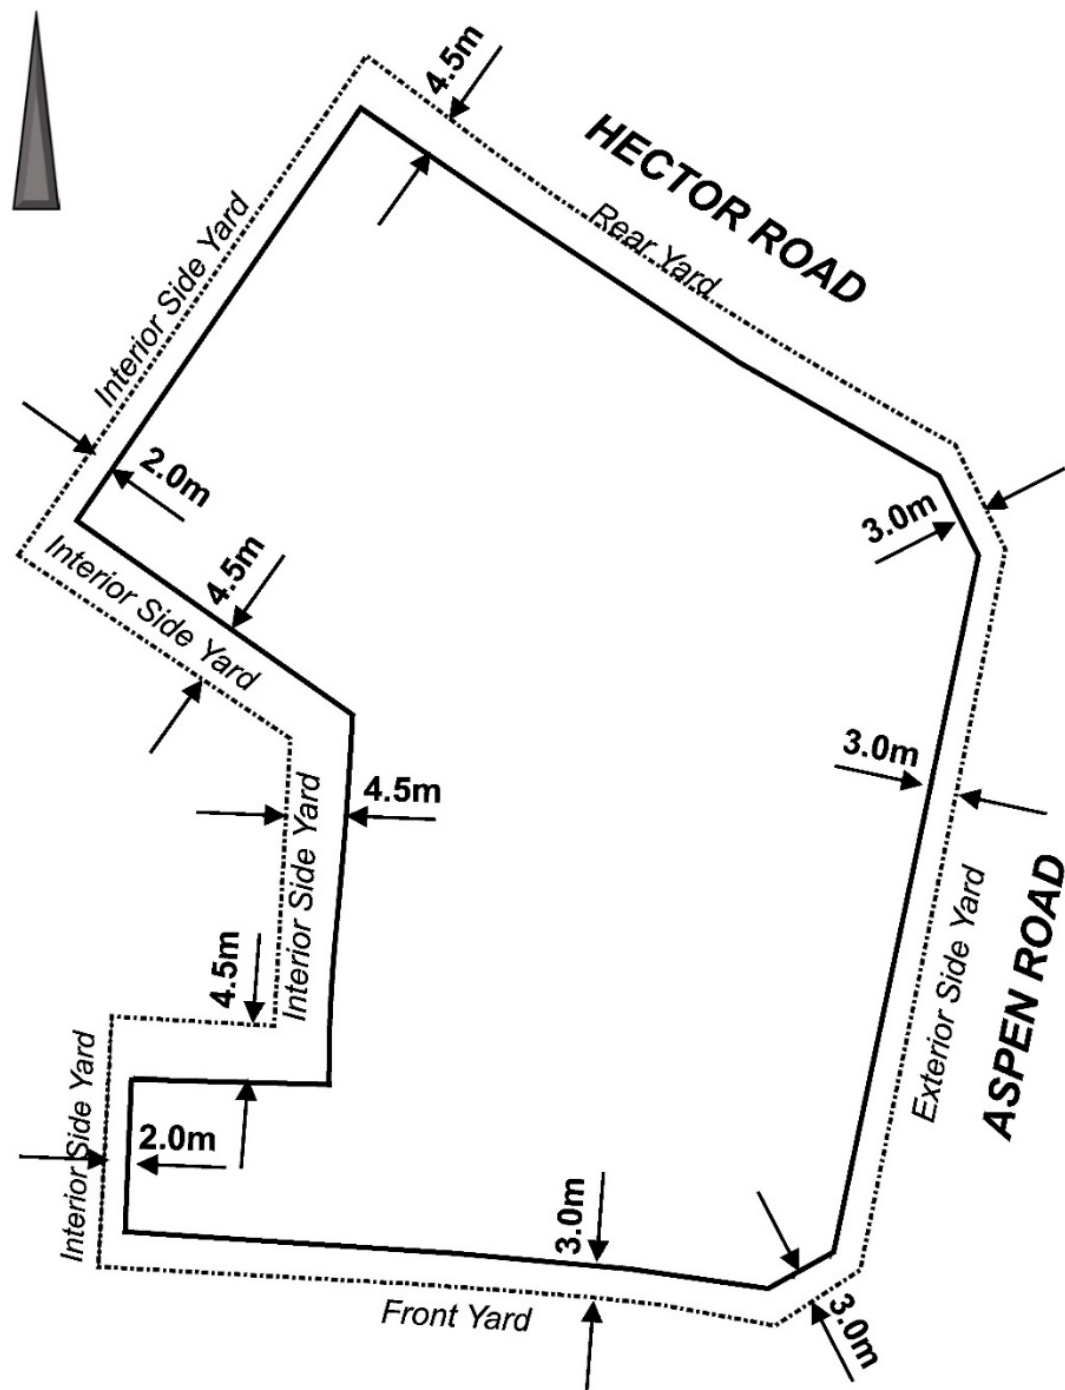 4.5m
HECTOR ROAD
Rear Yard
Interior Side Yard
2.0m
3.0m
4.5m
Interior Side Yard
3.0m
4.5m
Interior Side Yard
4.5m
Exterior Side Yard
ASPEN ROAD
Interior Side Yard
2.0m
3.0m
3.0m
Front Yard